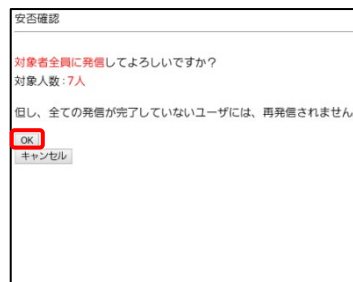 安否確認
対象者全員に発信してよろしいですか？
対象人数：7人
但し、全ての発信が完了していないユーザには、再発信されません
OK
キャンセル